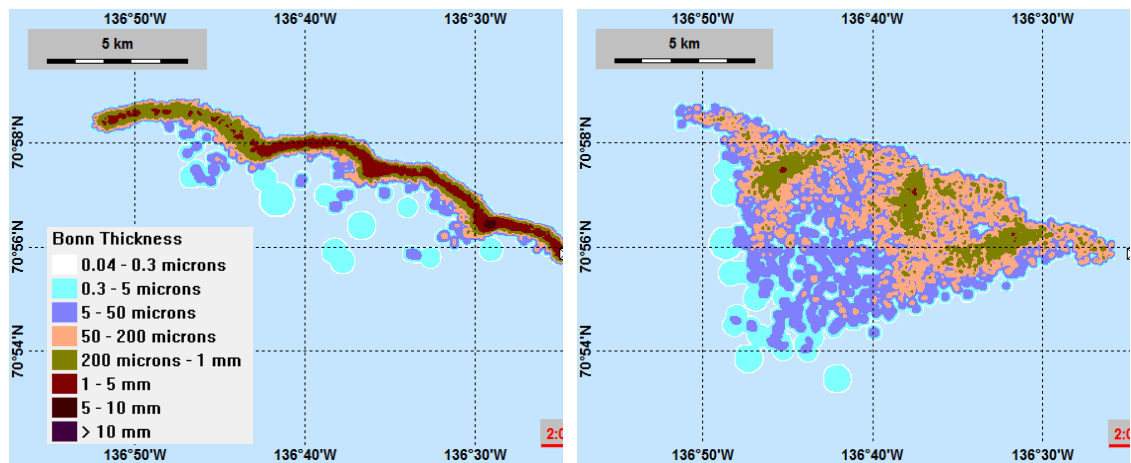 136°50'W 136°40'W 136°30'W
5 km
70°58'N
70°56'N
70°54'N
Bonn Thickness
0.04 - 0.3 microns
0.3 - 5 microns
5 - 50 microns
50 - 200 microns
200 microns - 1 mm
1 - 5 mm
5 - 10 mm
> 10 mm
136°50'W 136°40'W 136°30'W
136°50'W 136°40'W 136°30'W
5 km
70°58'N
70°56'N
70°54'N
136°50'W 136°40'W 136°30'W